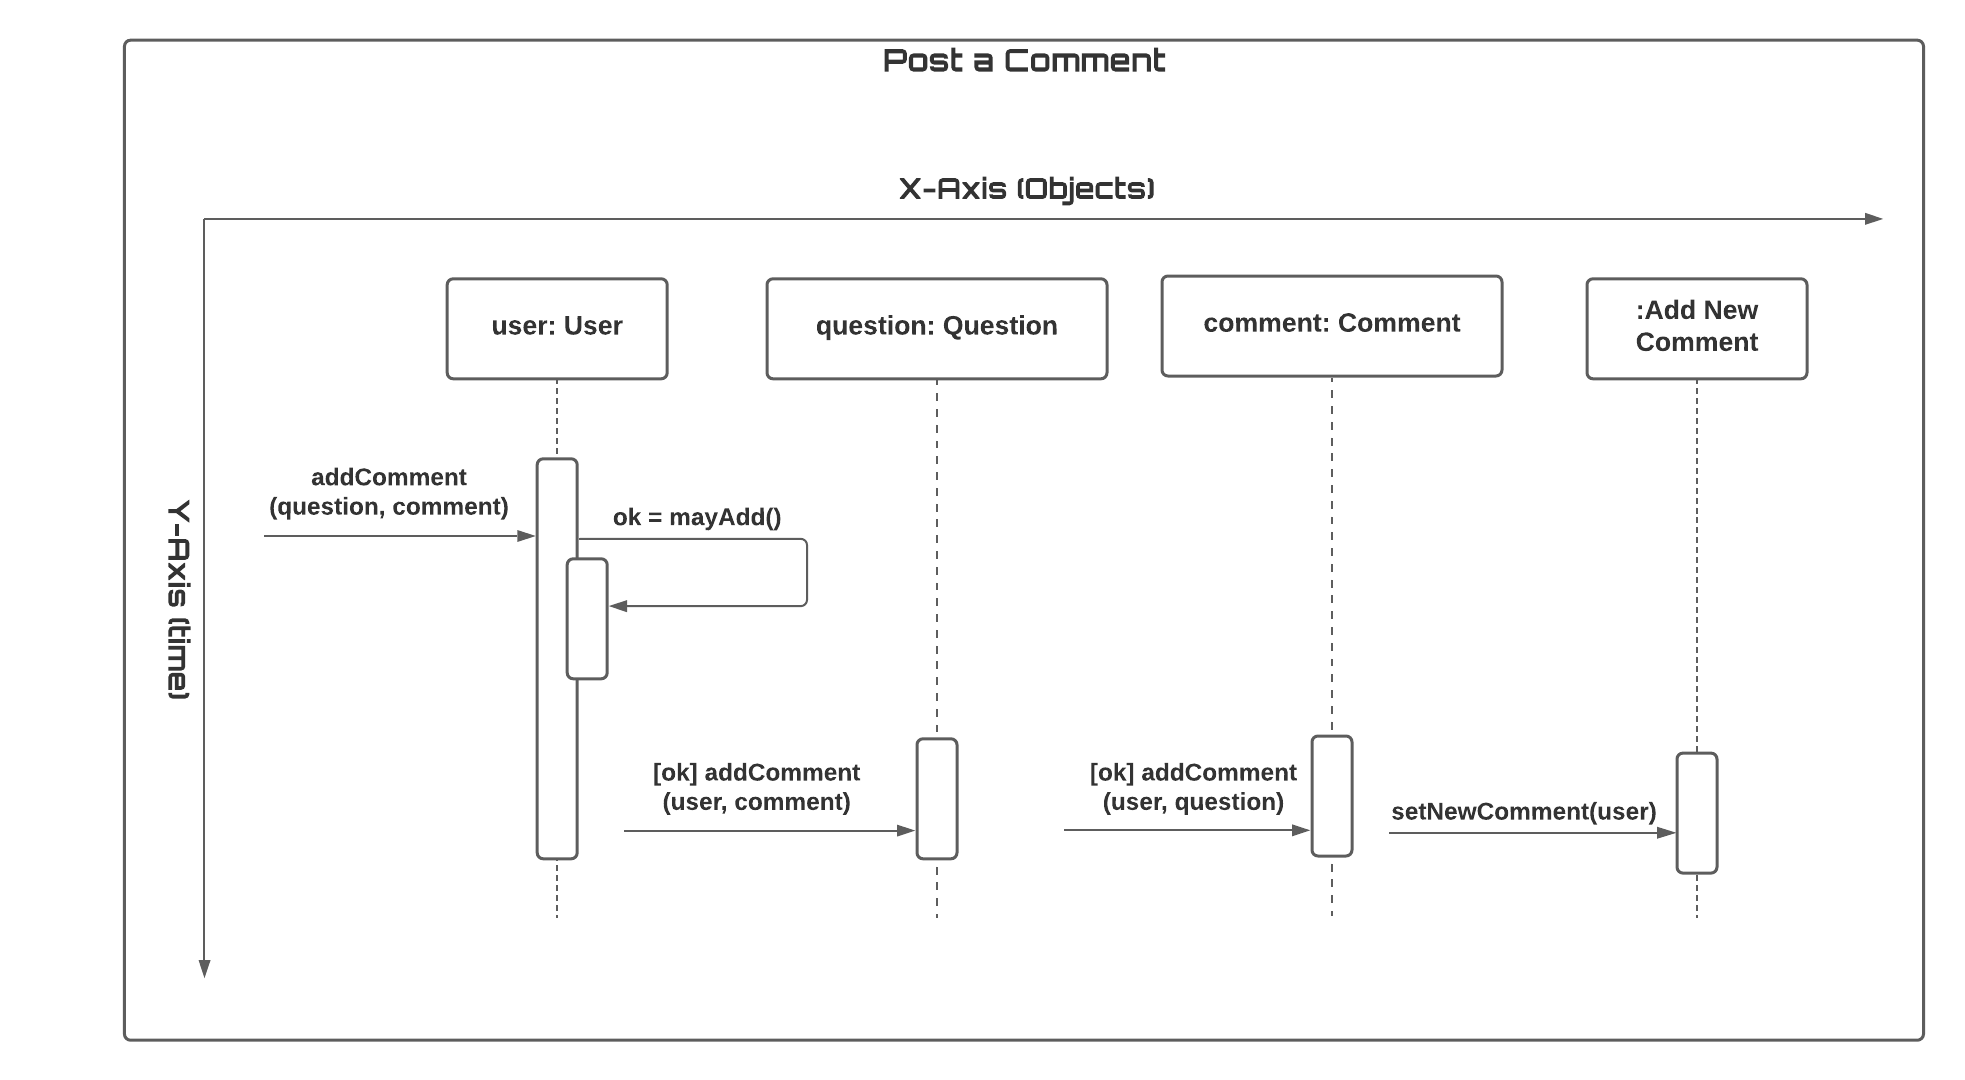 Post a Comment
X-Axis (Objects)
Y-Axis (time)
user: User
question: Question
comment: Comment
:Add New
Comment
addComment
(question, comment)
ok = mayAdd()
[ok] addComment
(user, comment)
[ok] addComment
(user, question)
setNewComment(user)